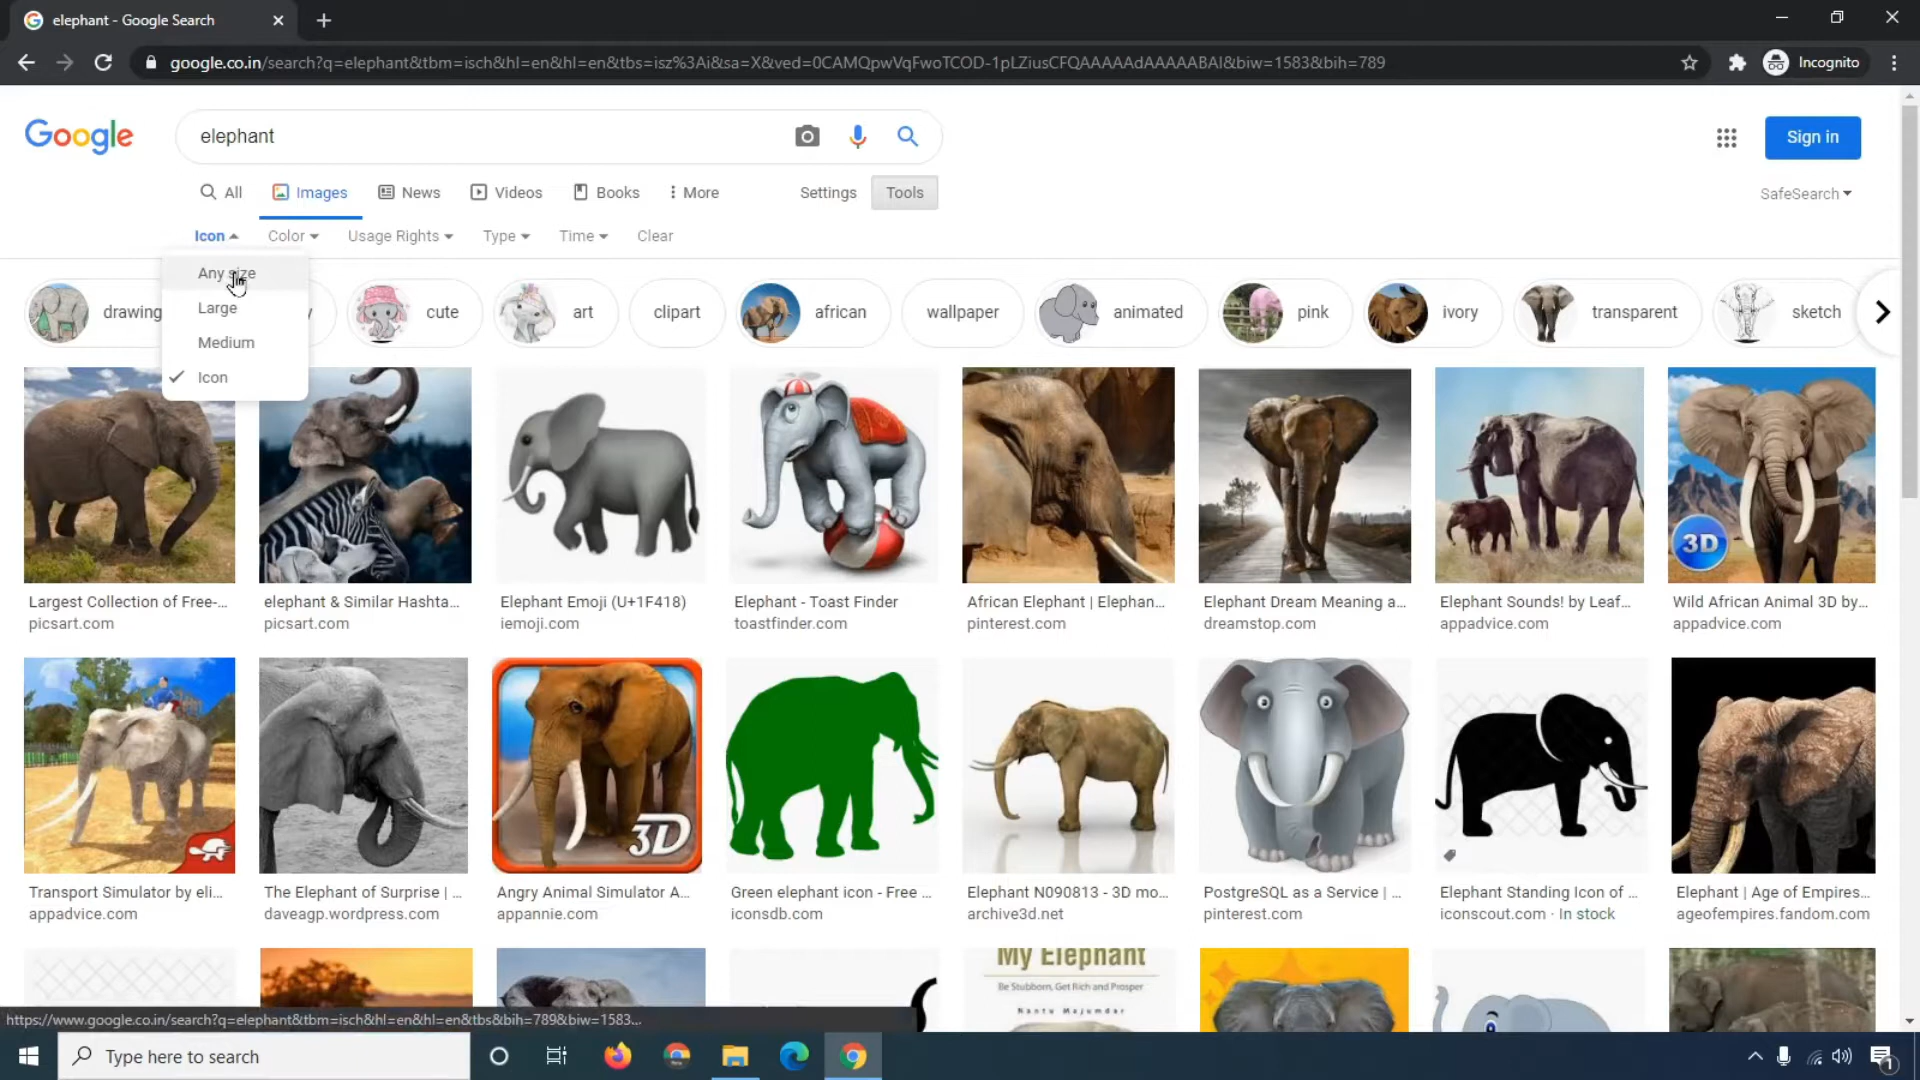 elephant - Google Search
google.co.in/search?q=elephant&tbm=isch&hl=en&hl=en&tbs=isz%3Ai&sa=X&ved=0CAMQpwVqFwoTCOD-1pLZiusCFQAAAAAdAAAAABAI&biw=1583&bih=789
Incognito
Google
elephant
Sign in
All
Images
News
Videos
Books
More
Settings
Tools
SafeSearch
Icon
Color
Usage Rights
Type
Time
Clear
Any size
Large
Medium
Icon
drawing
y
cute
art
clipart
african
wallpaper
animated
pink
ivory
transparent
sketch
3D
Largest Collection of Free-...
picsart.com
elephant & Similar Hashta...
picsart.com
Elephant Emoji (U+1F418)
iemoji.com
Elephant - Toast Finder
toastfinder.com
African Elephant | Elephan...
pinterest.com
Elephant Dream Meaning a...
dreamstop.com
Elephant Sounds! by Leaf...
appadvice.com
Wild African Animal 3D by...
appadvice.com
3D
Transport Simulator by eli...
appadvice.com
The Elephant of Surprise | ...
daveagp.wordpress.com
Angry Animal Simulator A...
appannie.com
Green elephant icon - Free ...
iconsdb.com
Elephant N090813 - 3D mo...
archive3d.net
PostgreSQL as a Service | ...
pinterest.com
Elephant Standing Icon of ...
iconscout.com · In stock
Elephant | Age of Empires...
ageofempires.fandom.com
My Elephant
Be Stubborn, Get Rich and Prosper
Nantu Majumdar
https://www.google.co.in/search?q=elephant&tbm=isch&hl=en&hl=en&tbs&bih=789&biw=1583...
Type here to search
1